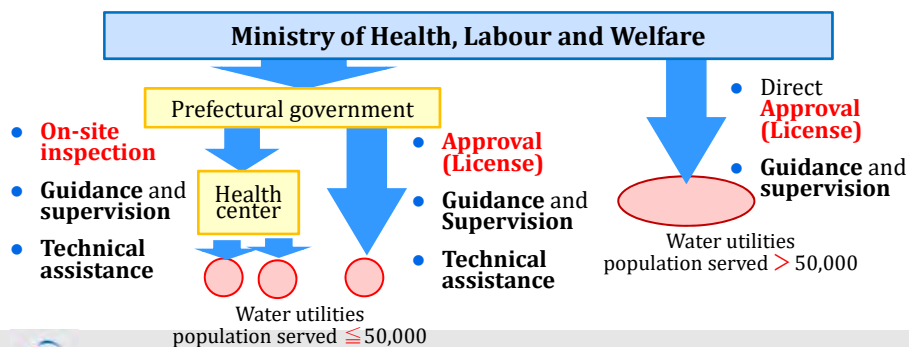 Ministry of Health, Labour and Welfare
Prefectural government
• On-site
inspection
• Guidance and
supervision
• Technical
assistance
Health
center
• Approval
(License)
• Guidance and
Supervision
• Technical
assistance
Water utilities
population served ≦50,000
• Direct
Approval
(License)
• Guidance and
supervision
Water utilities
population served > 50,000